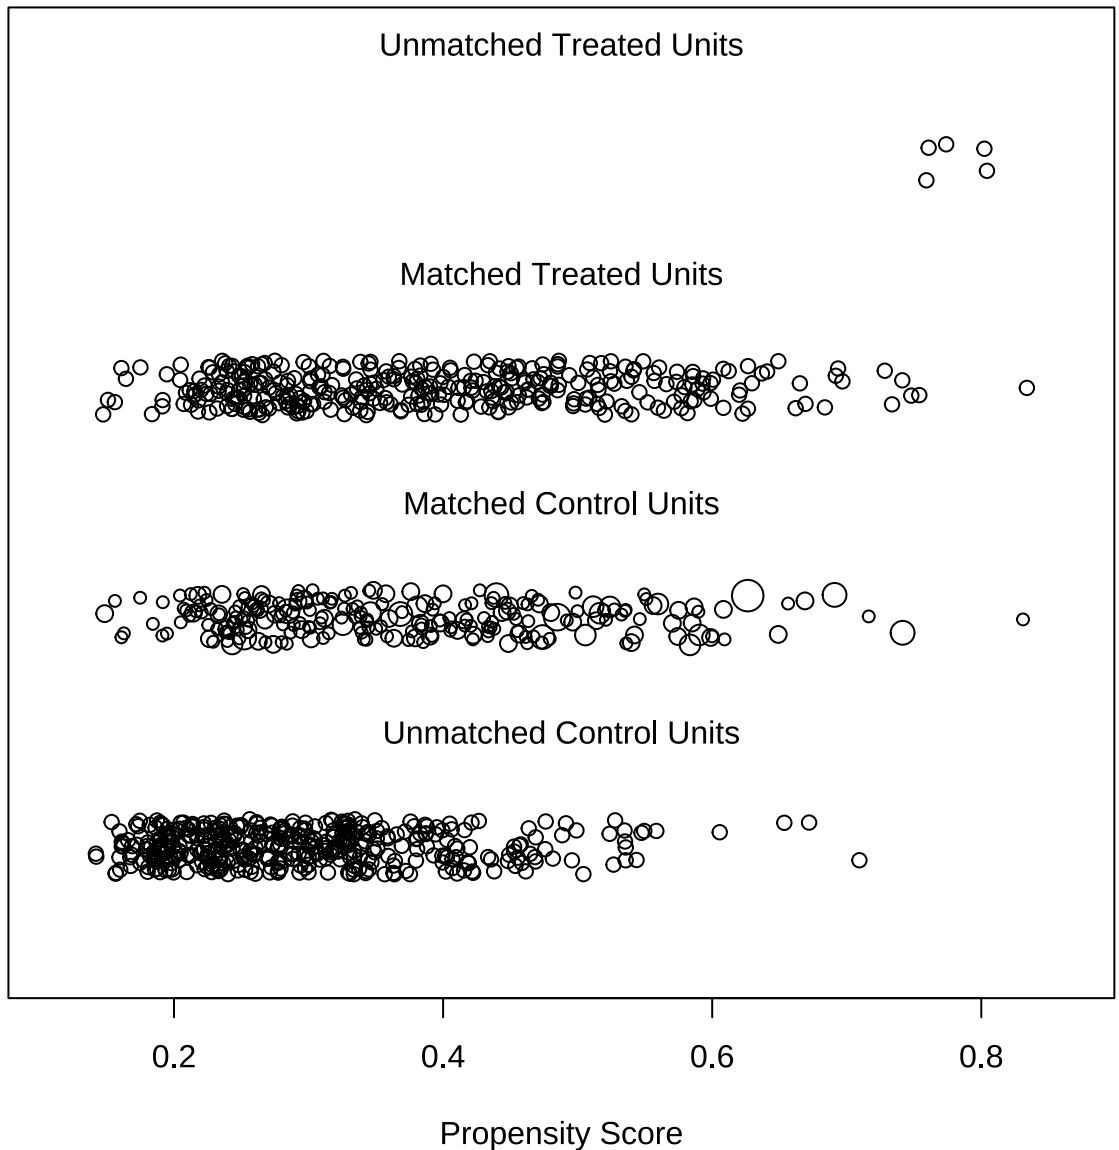 Unmatched Treated Units
Matched Treated Units
Matched Control Units
Unmatched Control Units
0.2 0.4 0.6 0.8
Propensity Score